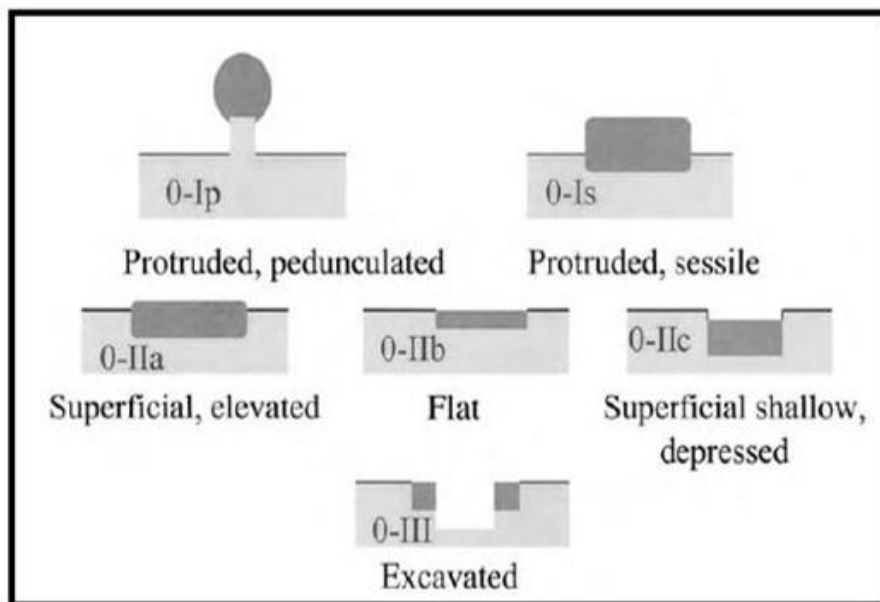 0-Ip
0-Is
Protruded, pedunculated
Protruded, sessile
0-IIa
0-IIb
0-IIc
Superficial, elevated
Flat
Superficial shallow,
depressed
0-III
Excavated